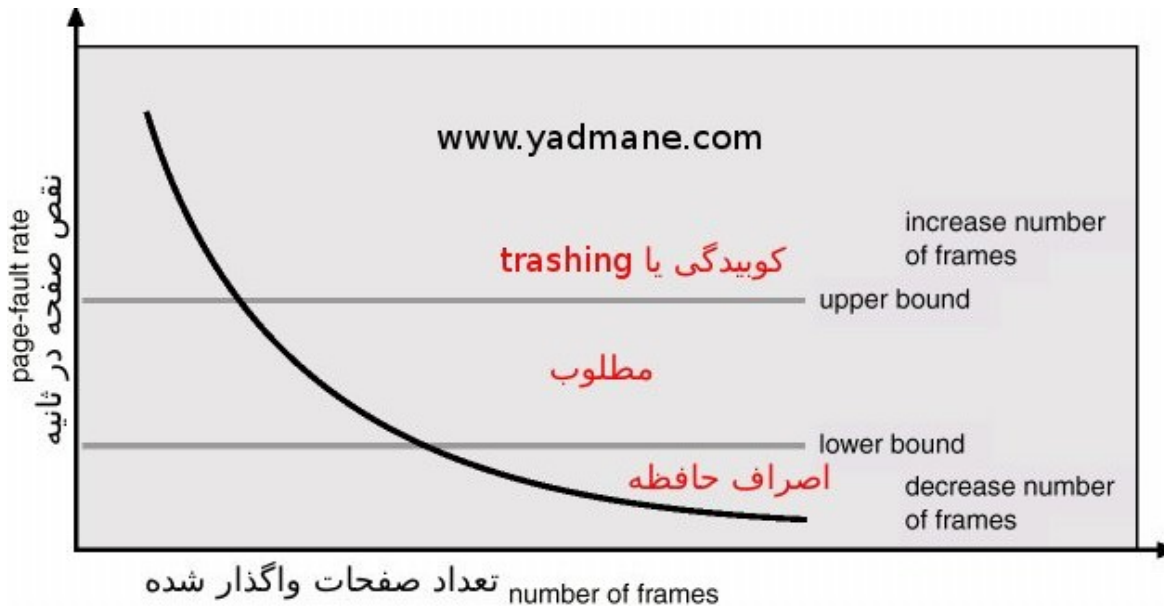 www.yadmane.com
page-fault rate
نقص صفحه در ثانیه
increase number
of frames
کوبیدگی یا trashing
upper bound
مطلوب
lower bound
اصراف حافظه
decrease number
of frames
تعداد صفحات واگذار شده
number of frames